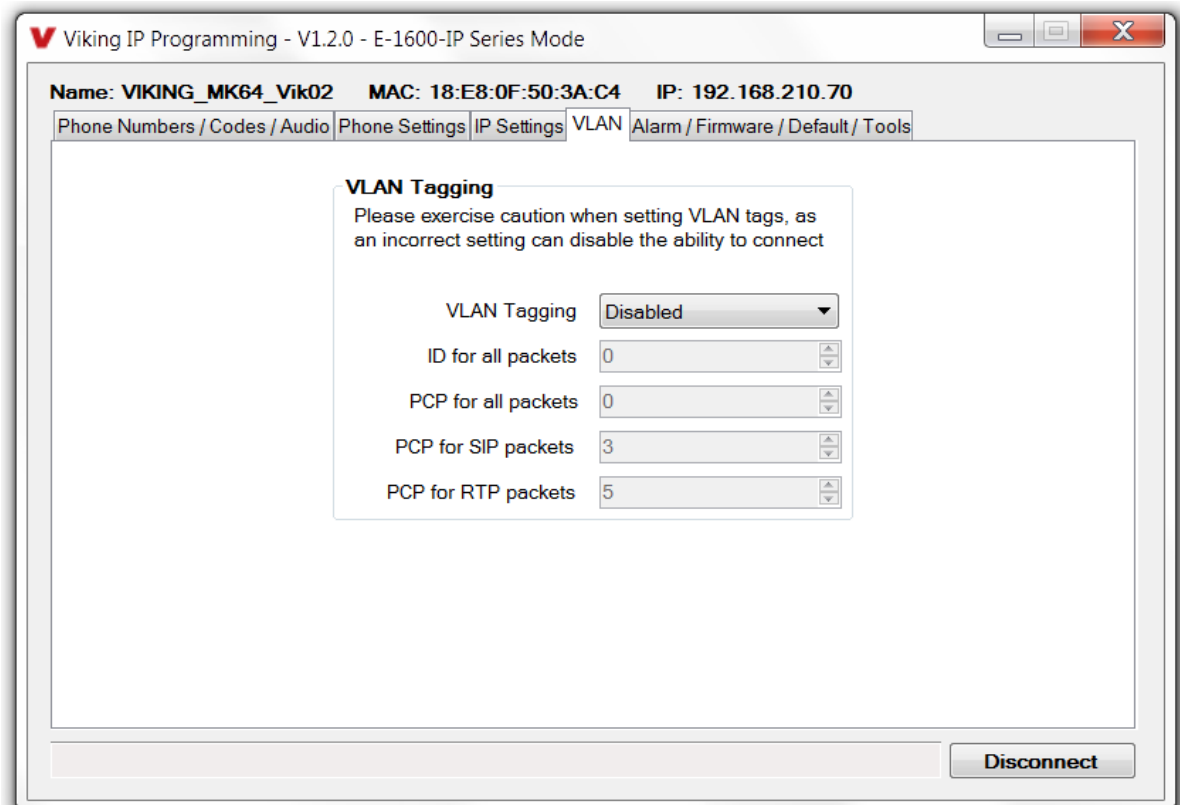 Viking IP Programming - V1.2.0 - E-1600-IP Series Mode
Name: VIKING_MK64_Vik02 MAC: 18:E8:0F:50:3A:C4 IP: 192.168.210.70
Phone Numbers / Codes / Audio Phone Settings IP Settings VLAN Alarm / Firmware / Default / Tools
VLAN Tagging
Please exercise caution when setting VLAN tags, as
an incorrect setting can disable the ability to connect
VLAN Tagging Disabled
ID for all packets 0
PCP for all packets 0
PCP for SIP packets 3
PCP for RTP packets 5
Disconnect